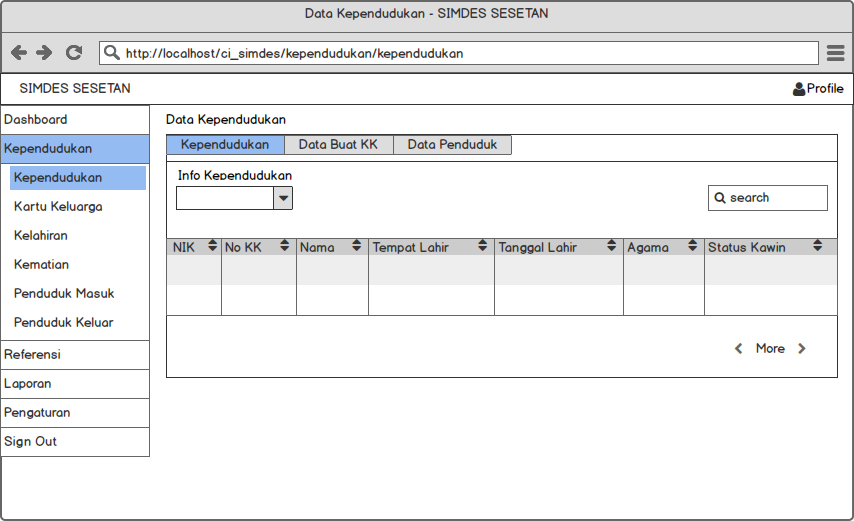 Data Kependudukan - SIMDES SESETAN
http://localhost/ci_simdes/kependudukan/kependudukan
SIMDES SESETAN
Profile
Dashboard
Kependudukan
Kependudukan
Kartu Keluarga
Kelahiran
Kematian
Penduduk Masuk
Penduduk Keluar
Referensi
Laporan
Pengaturan
Sign Out
Data Kependudukan
Kependudukan Data Buat KK Data Penduduk
Info Kependudukan
search
NIK No KK Nama Tempat Lahir Tanggal Lahir Agama Status Kawin
More